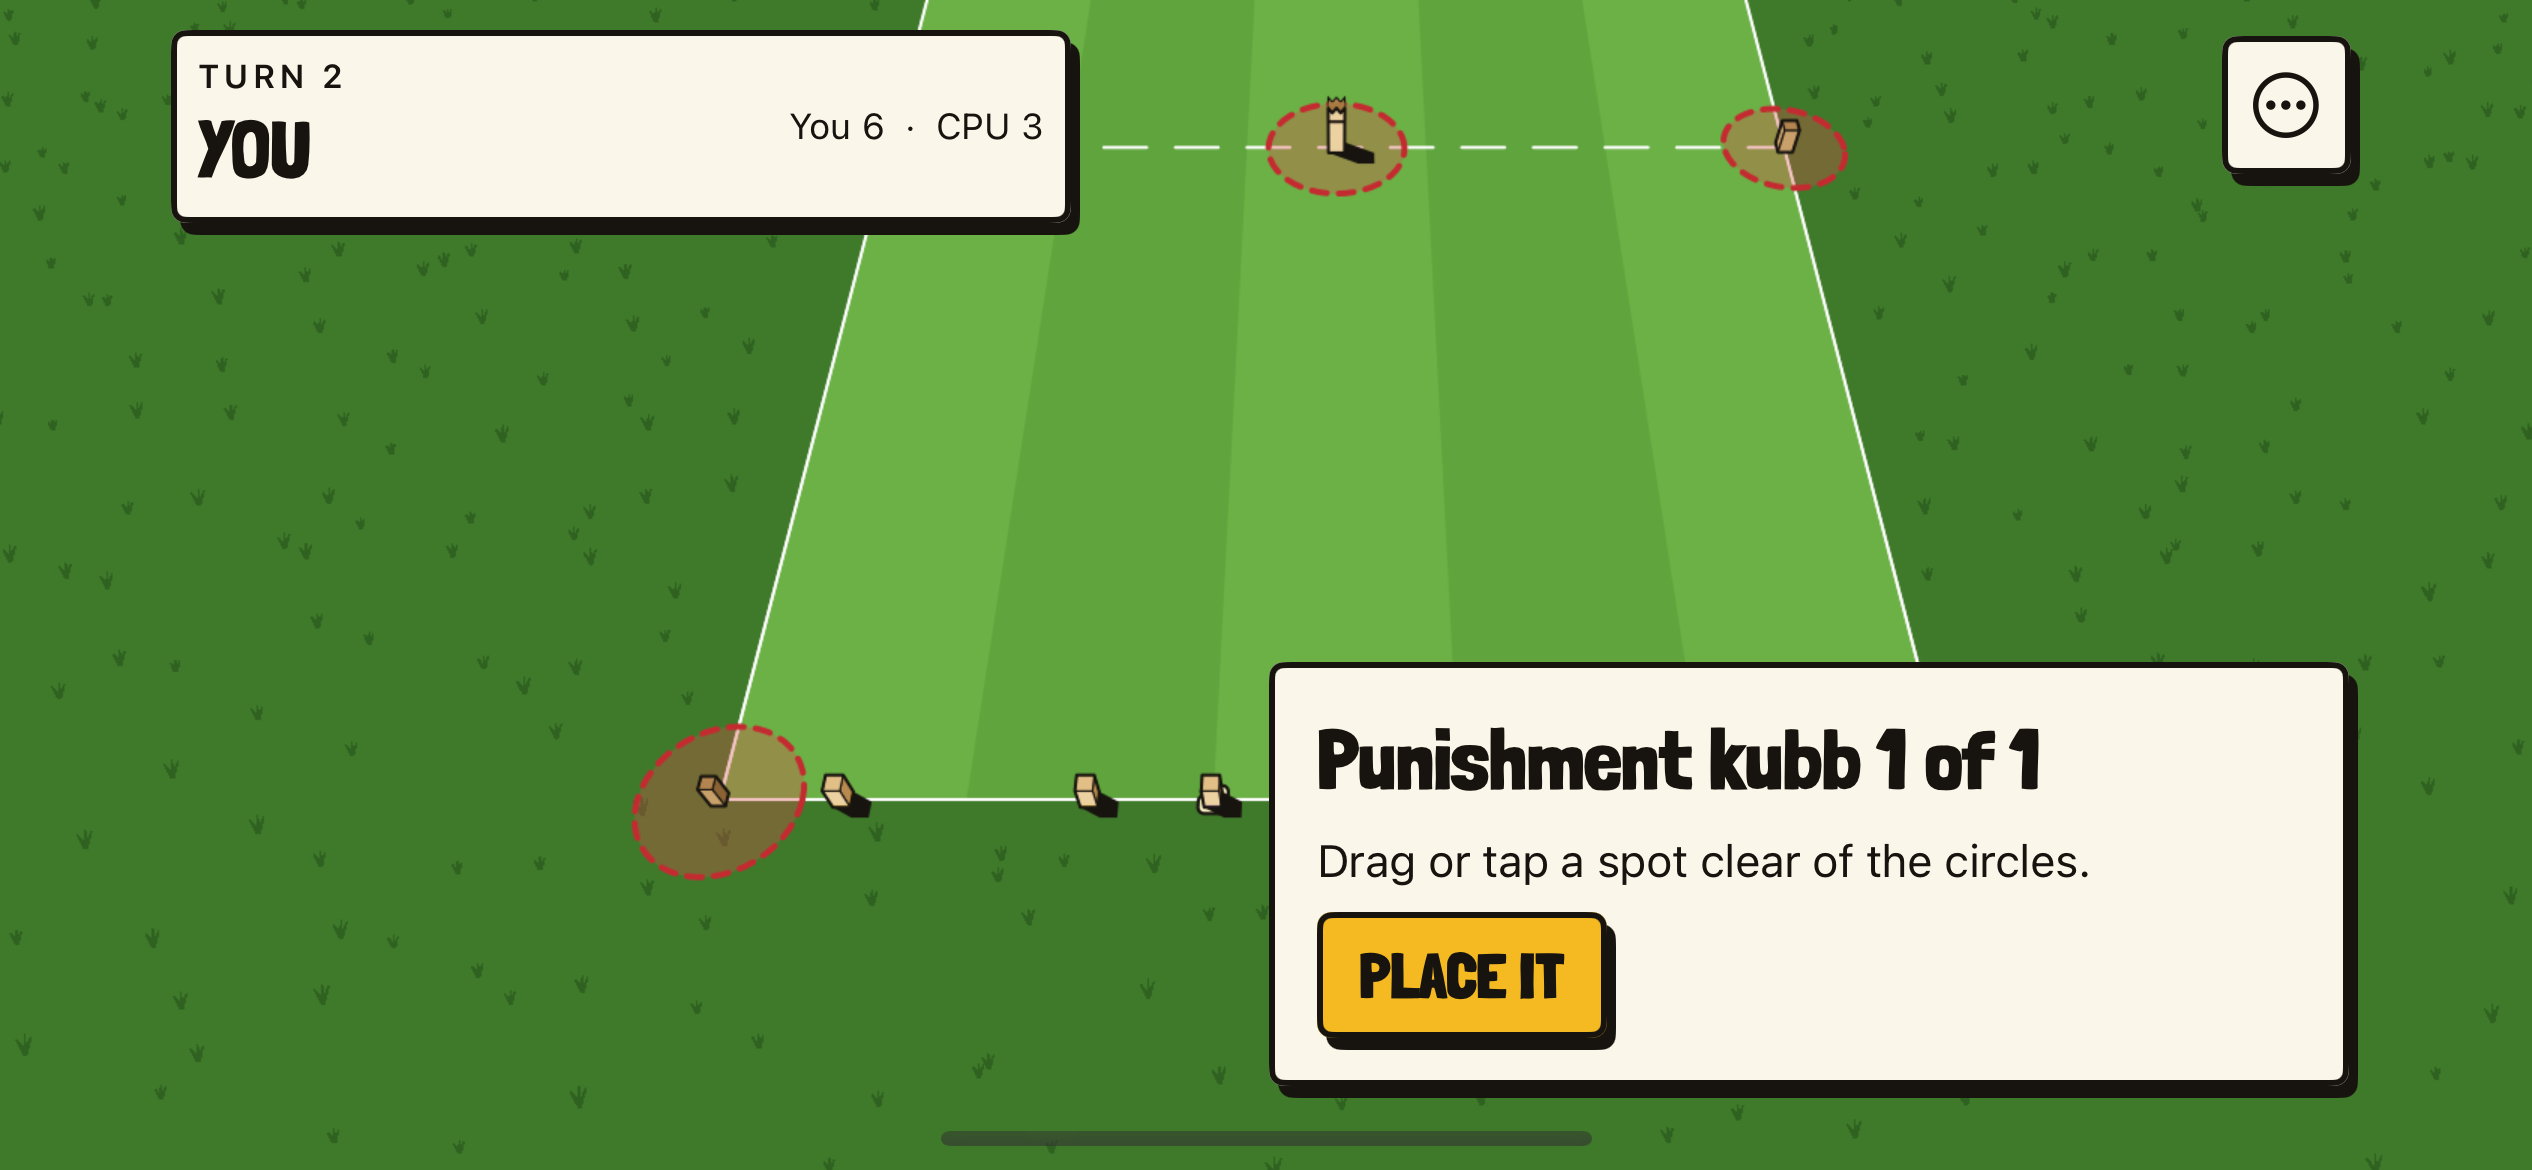 TURN 2
YOU
You 6 · CPU 3
Punishment kubb 1 of 1
Drag or tap a spot clear of the circles.
PLACE IT